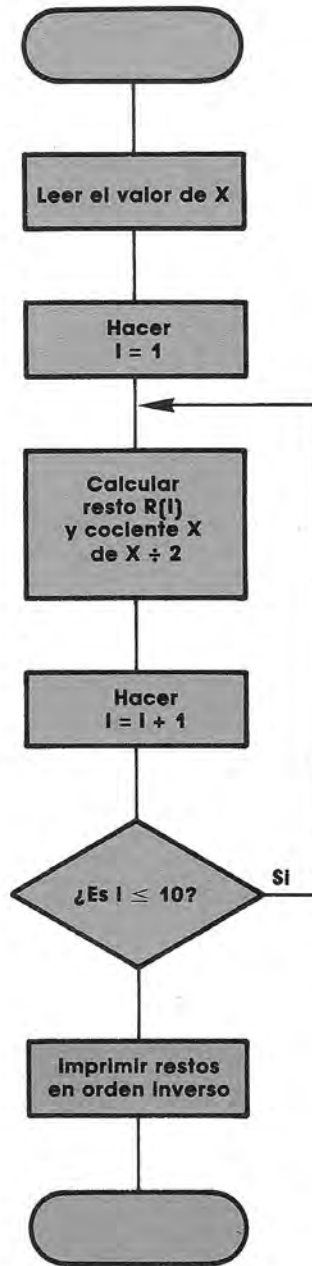 Leer el valor de X
Hacer
I = 1
Calcular
resto R(I)
y cociente X
de X ÷ 2
Hacer
I = I + 1
¿Es I ≤ 10?
Si
Imprimir restos
en orden inverso